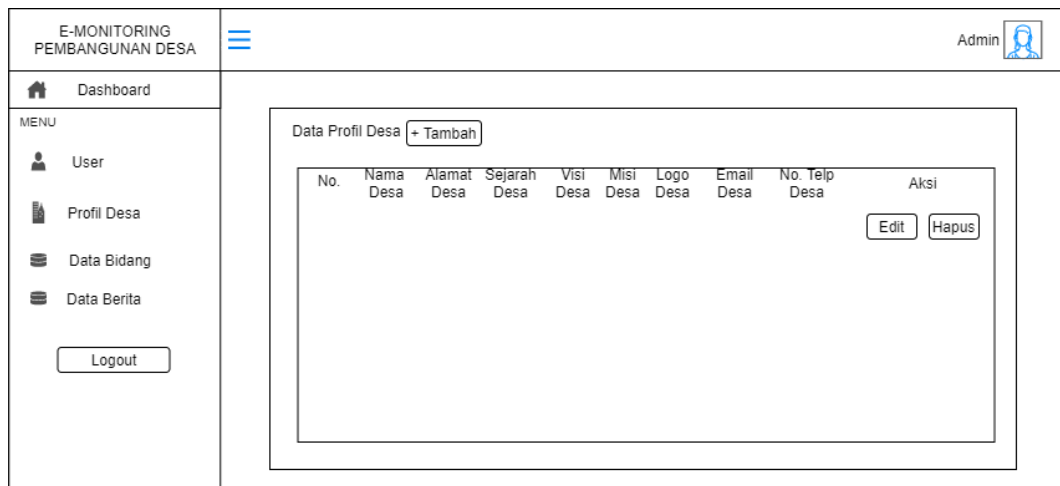 E-MONITORING
PEMBANGUNAN DESA
Admin
Dashboard
MENU
User
Profil Desa
Data Bidang
Data Berita
Logout
Data Profil Desa + Tambah
No. Nama Desa Alamat Desa Sejarah Desa Visi Desa Misi Desa Logo Desa Email Desa No. Telp Desa Aksi
Edit Hapus